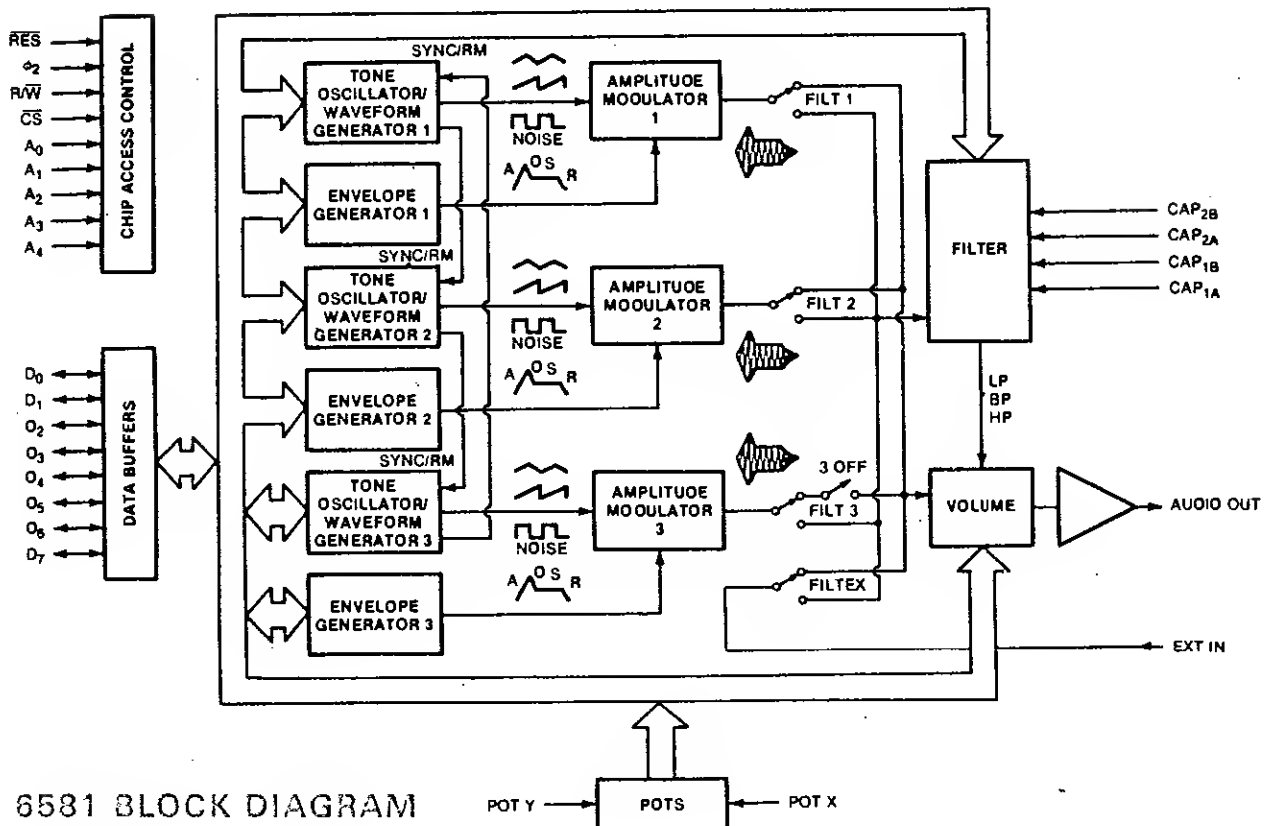 RES
ϕ2
R/W
CS
A0
A1
A2
A3
A4
CHIP ACCESS CONTROL
D0
D1
O2
O3
O4
O5
O6
D7
DATA BUFFERS
SYNC/RM
TONE
OSCILLATOR/
WAVEFORM
GENERATOR 1
NOISE
AMPLITUOE
MOOULATOR
1
FILT 1
ENVELOPE
GENERATOR 1
A O S R
SYNC/RM
TONE
OSCILLATOR/
WAVEFORM
GENERATOR 2
NOISE
AMPLITUDE
MOOULATOR
2
FILT 2
ENVELOPE
GENERATOR 2
A O S R
SYNC/RM
TONE
OSCILLATOR/
WAVEFORM
GENERATOR 3
NOISE
AMPLITUOE
MOOULATOR
3
3 OFF
FILT 3
ENVELOPE
GENERATOR 3
A O S R
FILTEX
FILTER
CAP2B
CAP2A
CAP1B
CAP1A
LP
BP
HP
VOLUME
AUOIO OUT
EXT IN
POT Y
POTS
POT X
6581 BLOCK DIAGRAM